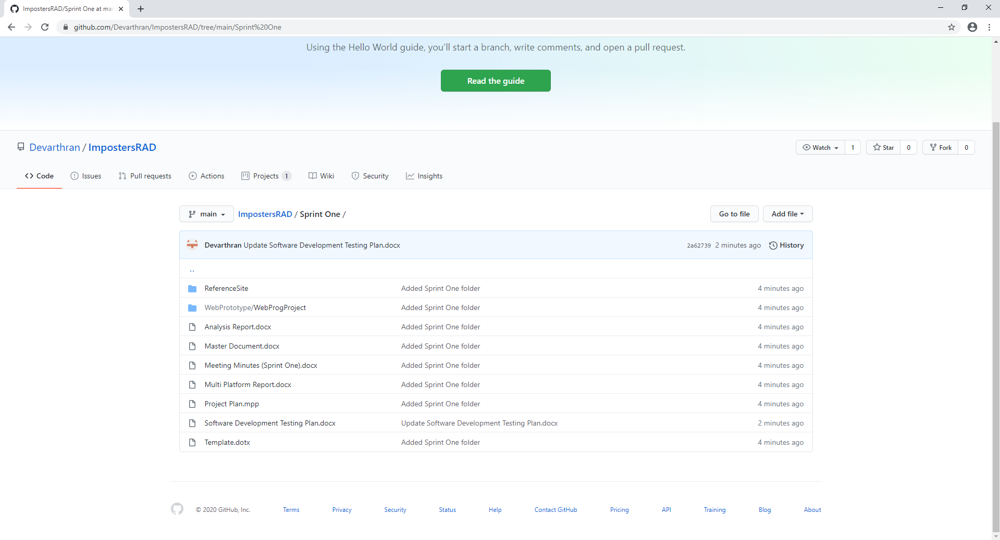 ImpostersRAD/Sprint One at mai
github.com/Devarthran/ImpostersRAD/tree/main/Sprint%20One
Using the Hello World guide, you’ll start a branch, write comments, and open a pull request.
Read the guide
Devarthran / ImpostersRAD
Watch 1 Star 0 Fork 0
Code Issues Pull requests Actions Projects 1 Wiki Security Insights
main ImpostersRAD / Sprint One / Go to file Add file
Devarthran Update Software Development Testing Plan.docx 2a62739 2 minutes ago History
..
ReferenceSite Added Sprint One folder 4 minutes ago
WebPrototype/WebProgProject Added Sprint One folder 4 minutes ago
Analysis Report.docx Added Sprint One folder 4 minutes ago
Master Document.docx Added Sprint One folder 4 minutes ago
Meeting Minutes (Sprint One).docx Added Sprint One folder 4 minutes ago
Multi Platform Report.docx Added Sprint One folder 4 minutes ago
Project Plan.mpp Added Sprint One folder 4 minutes ago
Software Development Testing Plan.docx Update Software Development Testing Plan.docx 2 minutes ago
Template.dotx Added Sprint One folder 4 minutes ago
© 2020 GitHub, Inc. Terms Privacy Security Status Help Contact GitHub Pricing API Training Blog About